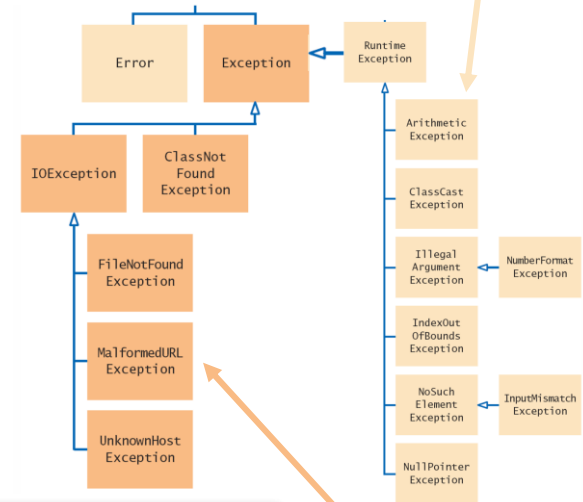 Error
Exception
Runtime
Exception
Arithmetic
Exception
IOException
ClassNot
Found
Exception
ClassCast
Exception
FileNotFound
Exception
Illegal
Argument
Exception
NumberFormat
Exception
MalformedURL
Exception
IndexOut
OfBounds
Exception
NoSuch
Element
Exception
InputMismatch
Exception
UnknownHost
Exception
NullPointer
Exception